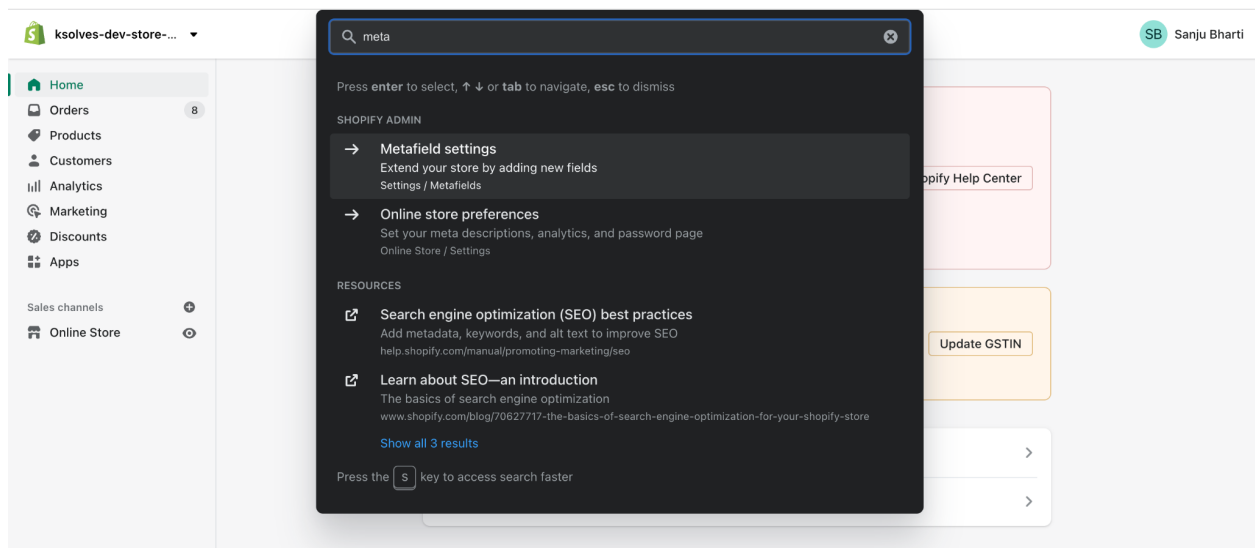 ksolves-dev-store-...
meta
SB Sanju Bharti
Home
Orders 8
Products
Customers
Analytics
Marketing
Discounts
Apps
Sales channels
Online Store
Press enter to select, ↑ ↓ or tab to navigate, esc to dismiss
SHOPIFY ADMIN
Metafield settings
Extend your store by adding new fields
Settings / Metafields
Online store preferences
Set your meta descriptions, analytics, and password page
Online Store / Settings
RESOURCES
Search engine optimization (SEO) best practices
Add metadata, keywords, and alt text to improve SEO
help.shopify.com/manual/promoting-marketing/seo
Learn about SEO—an introduction
The basics of search engine optimization
www.shopify.com/blog/70627717-the-basics-of-search-engine-optimization-for-your-shopify-store
Show all 3 results
Press the S key to access search faster
opify Help Center
Update GSTIN